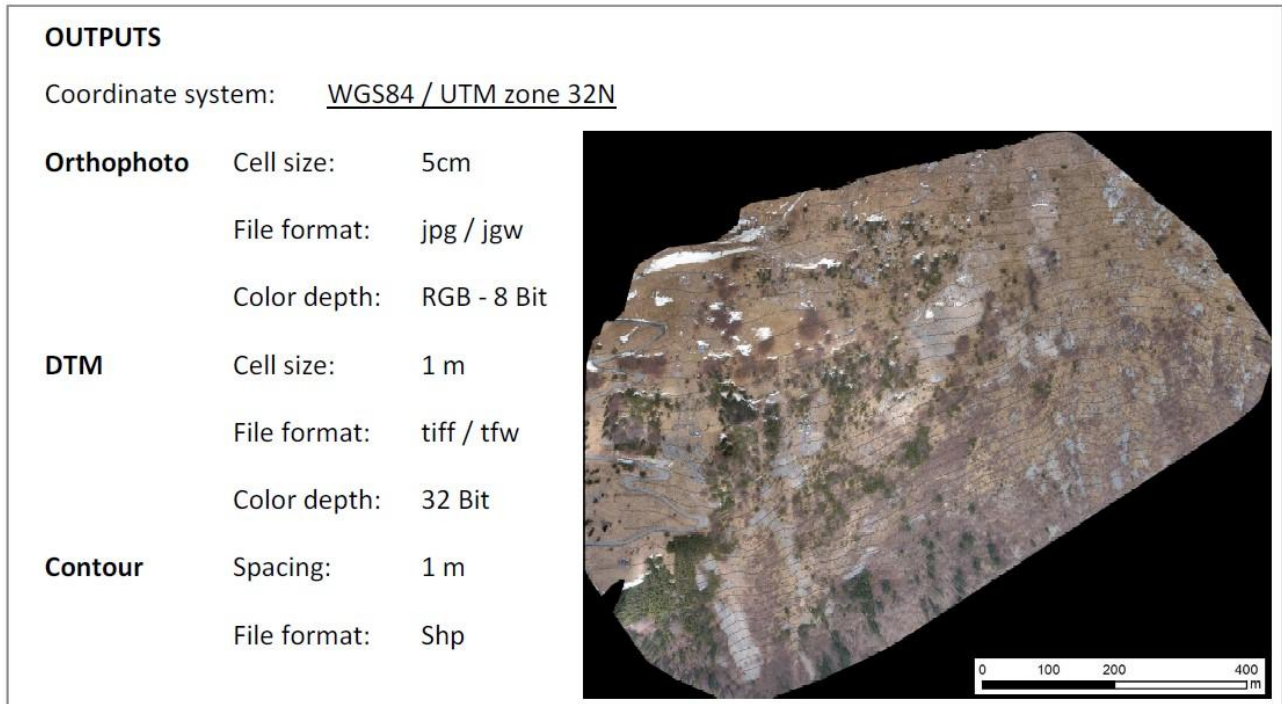 OUTPUTS
Coordinate system: WGS84 / UTM zone 32N
Orthophoto Cell size: 5cm
File format: jpg / jgw
Color depth: RGB - 8 Bit
DTM Cell size: 1 m
File format: tiff / tfw
Color depth: 32 Bit
Contour Spacing: 1 m
File format: Shp
0 100 200 400
m